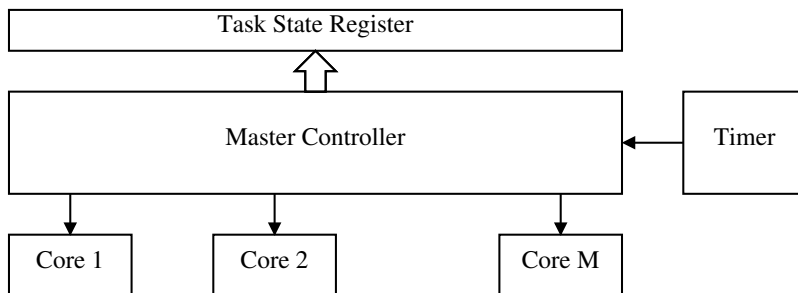 Task State Register
Master Controller
Timer
Core 1
Core 2
Core M